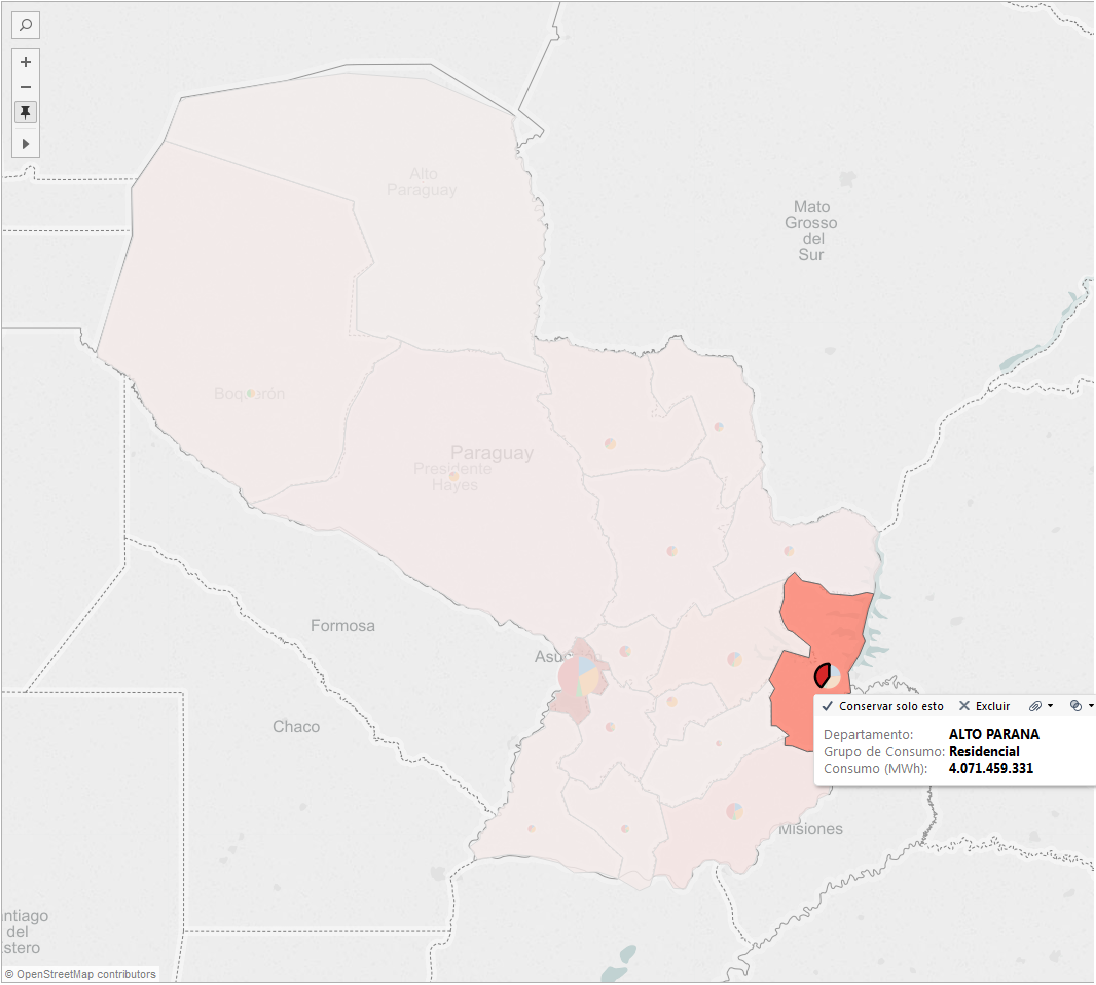 Alto
Paraguay
Mato
Grosso
del
Sur
Boquerón
Paraguay
Presidente
Hayes
Formosa
Chaco
Conservar solo esto
Excluir
Departamento: ALTO PARANA
Grupo de Consumo: Residencial
Consumo (MWh): 4.071.459.331
Misiones
ntiago
del
stero
© OpenStreetMap contributors